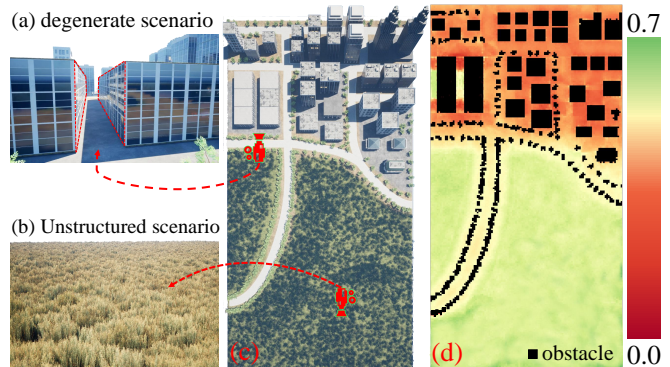 (a) degenerate scenario
(b) Unstructured scenario
(c)
(d)
obstacle
0.7
0.0